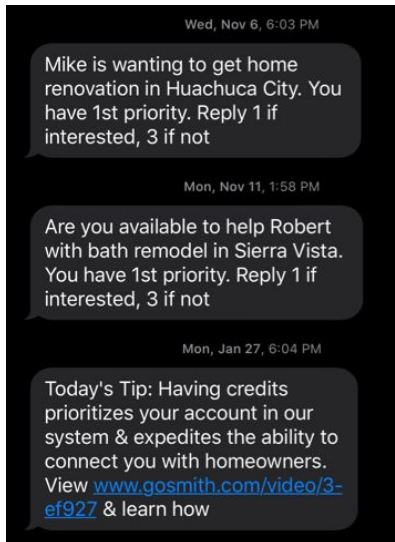 Wed, Nov 6, 6:03 PM
Mike is wanting to get home
renovation in Huachuca City. You
have 1st priority. Reply 1 if
interested, 3 if not
Mon, Nov 11, 1:58 PM
Are you available to help Robert
with bath remodel in Sierra Vista.
You have 1st priority. Reply 1 if
interested, 3 if not
Mon, Jan 27, 6:04 PM
Today's Tip: Having credits
prioritizes your account in our
system & expedites the ability to
connect you with homeowners.
View www.gosmith.com/video/3-
ef927 & learn how